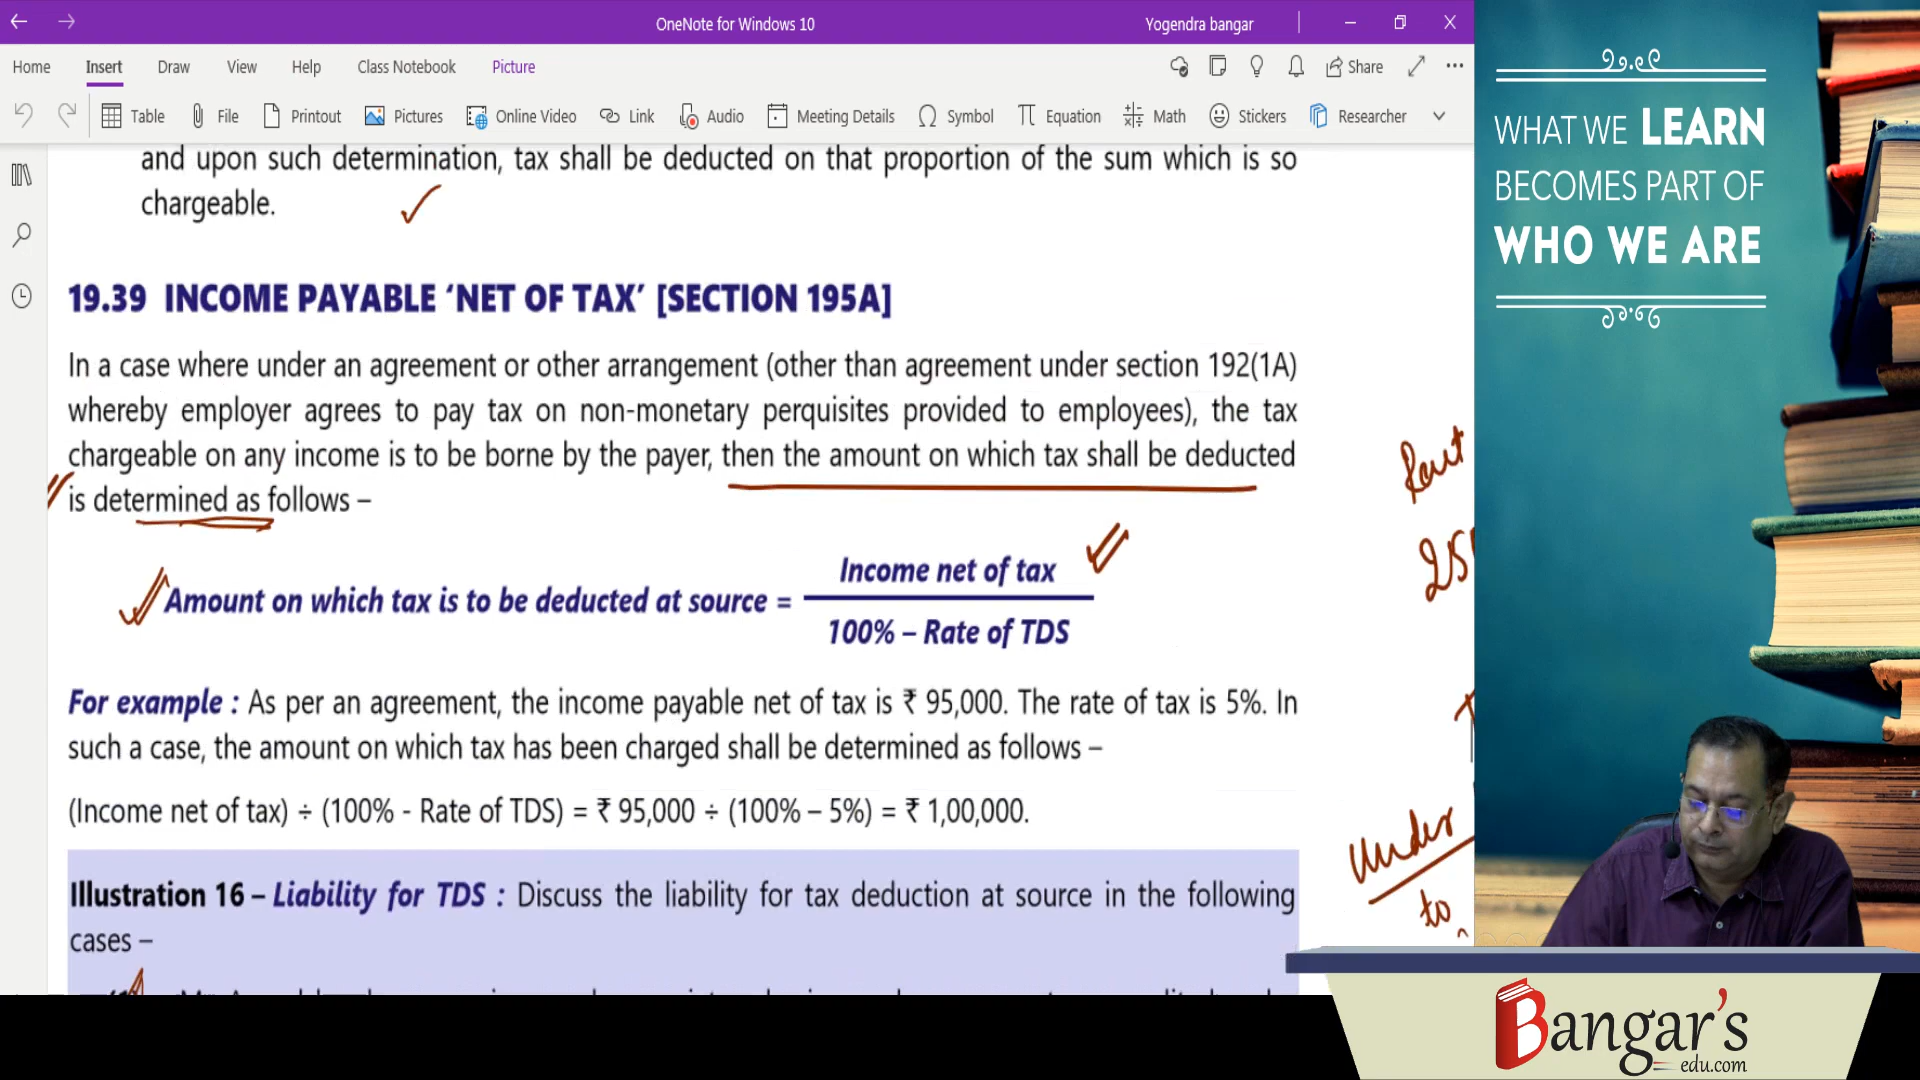 OneNote for Windows 10
Yogendra bangar
Home Insert Draw View Help Class Notebook Picture
Share
Table File Printout Pictures Online Video Link Audio Meeting Details Symbol Equation Math Stickers Researcher
and upon such determination, tax shall be deducted on that proportion of the sum which is so
chargeable.
19.39 INCOME PAYABLE ‘NET OF TAX’ [SECTION 195A]
In a case where under an agreement or other arrangement (other than agreement under section 192(1A)
whereby employer agrees to pay tax on non-monetary perquisites provided to employees), the tax
chargeable on any income is to be borne by the payer, then the amount on which tax shall be deducted
is determined as follows –
Amount on which tax is to be deducted at source =
Income net of tax
100% – Rate of TDS
For example : As per an agreement, the income payable net of tax is ₹ 95,000. The rate of tax is 5%. In
such a case, the amount on which tax has been charged shall be determined as follows –
(Income net of tax) ÷ (100% - Rate of TDS) = ₹ 95,000 ÷ (100% – 5%) = ₹ 1,00,000.
Illustration 16 – Liability for TDS : Discuss the liability for tax deduction at source in the following
cases –
Rent
Under
to
WHAT WE LEARN
BECOMES PART OF
WHO WE ARE
Bangar's
edu.com